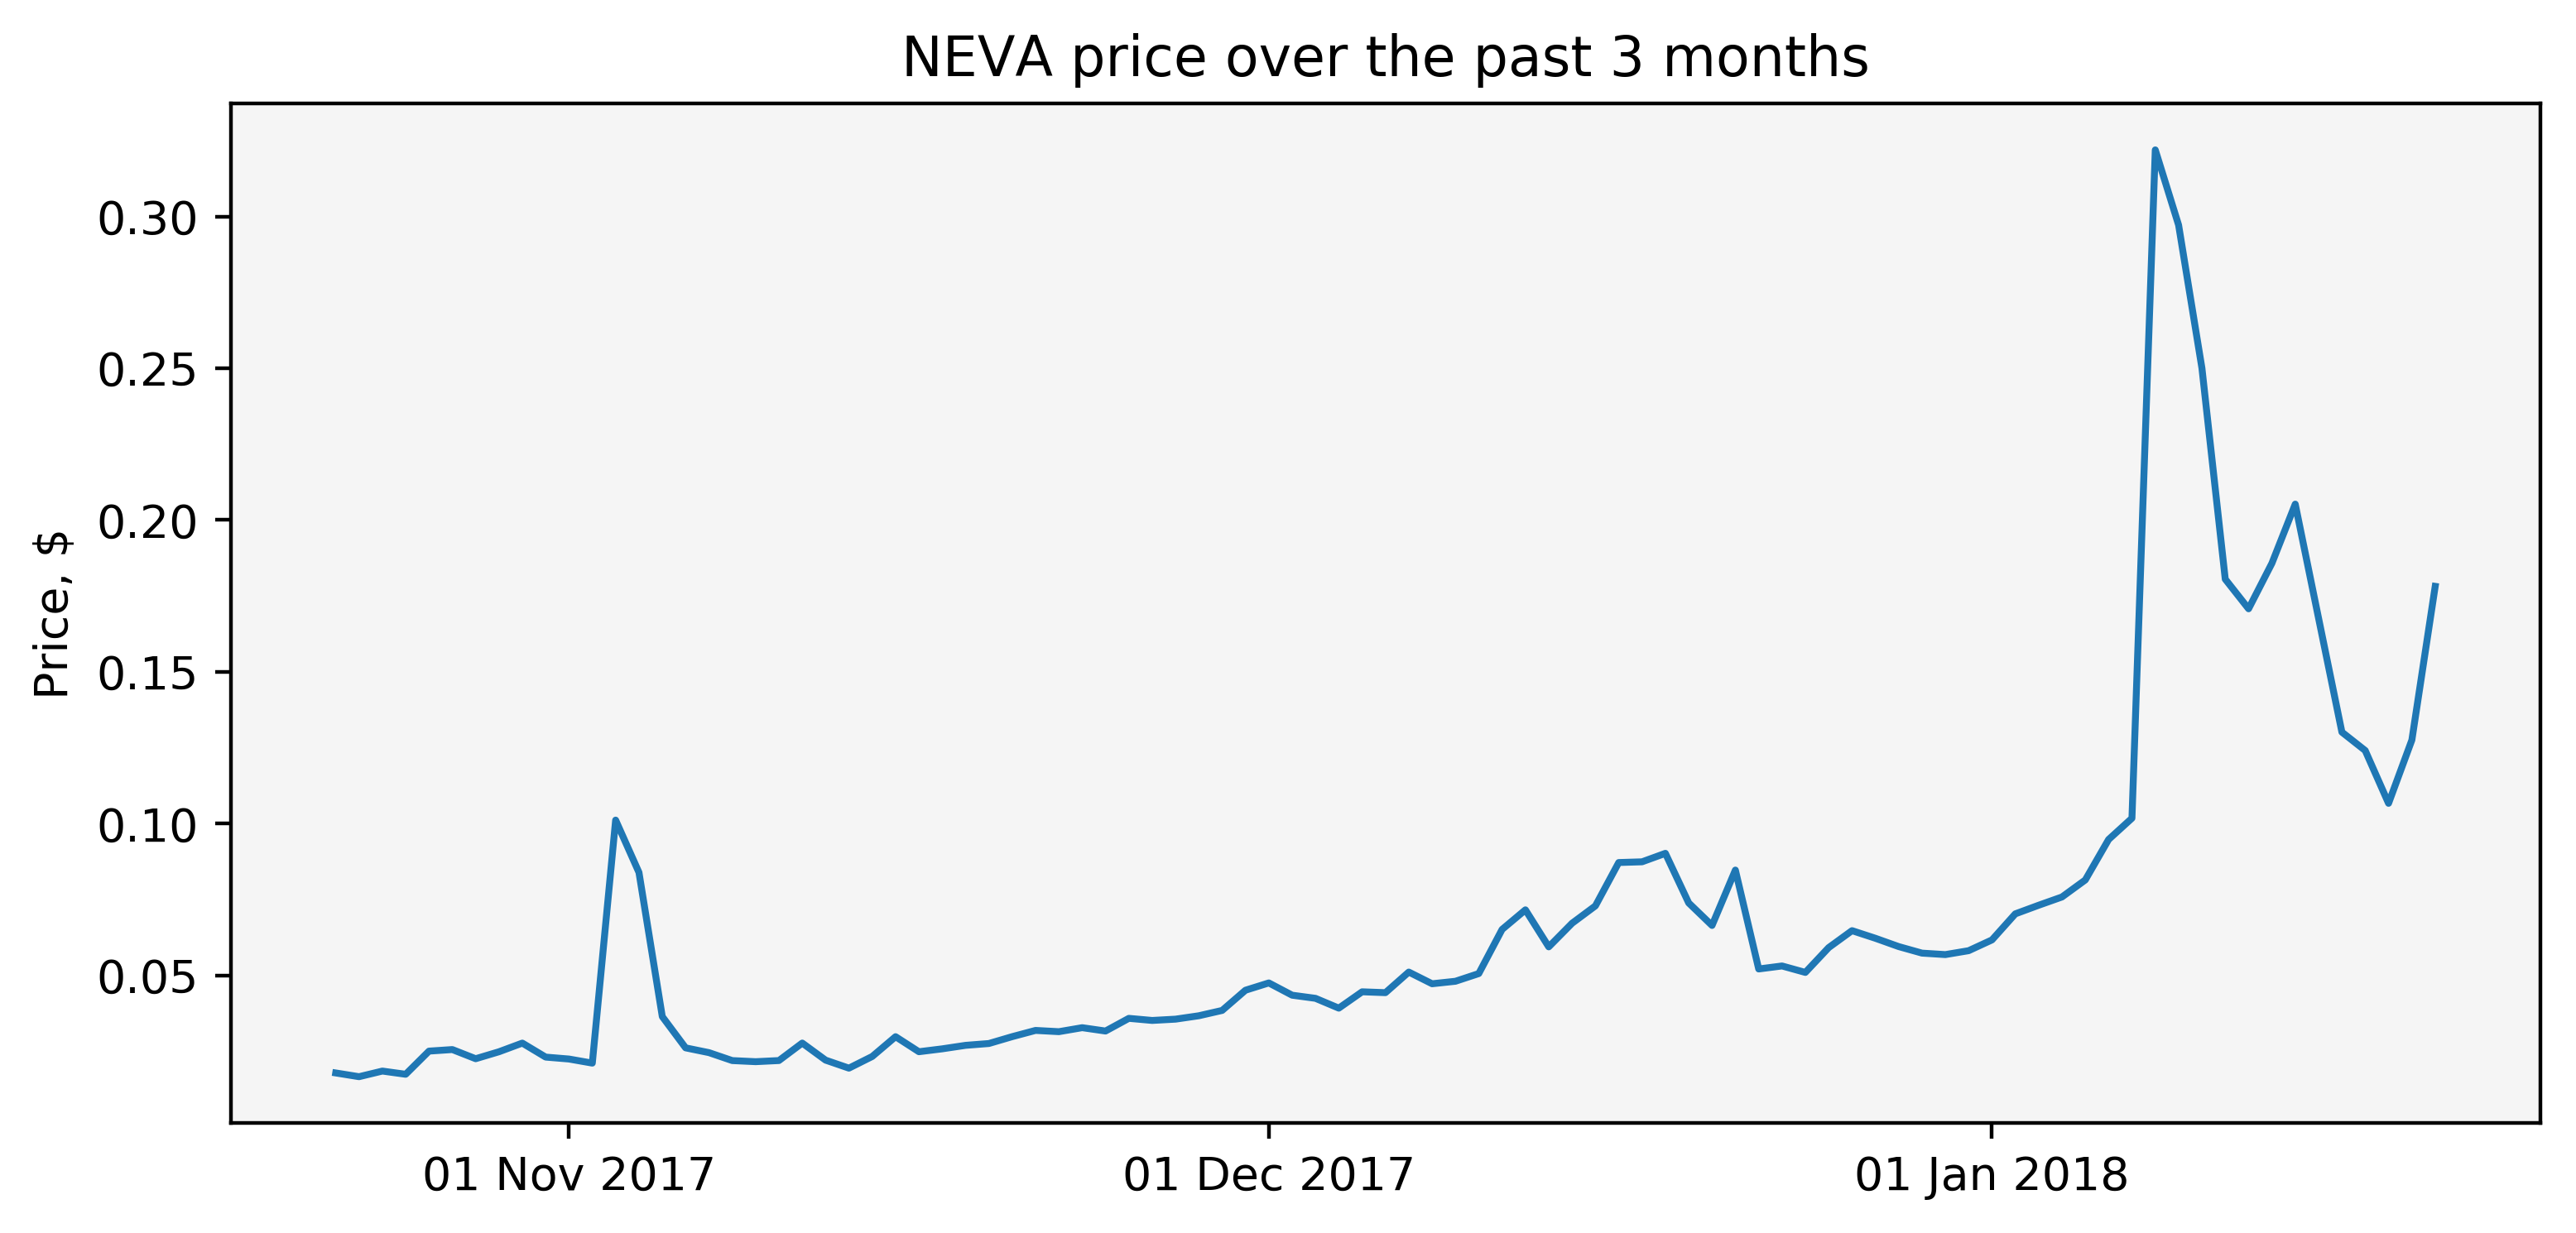 NEVA price over the past 3 months
Price, $
0.30
0.25
0.20
0.15
0.10
0.05
01 Nov 2017
01 Dec 2017
01 Jan 2018